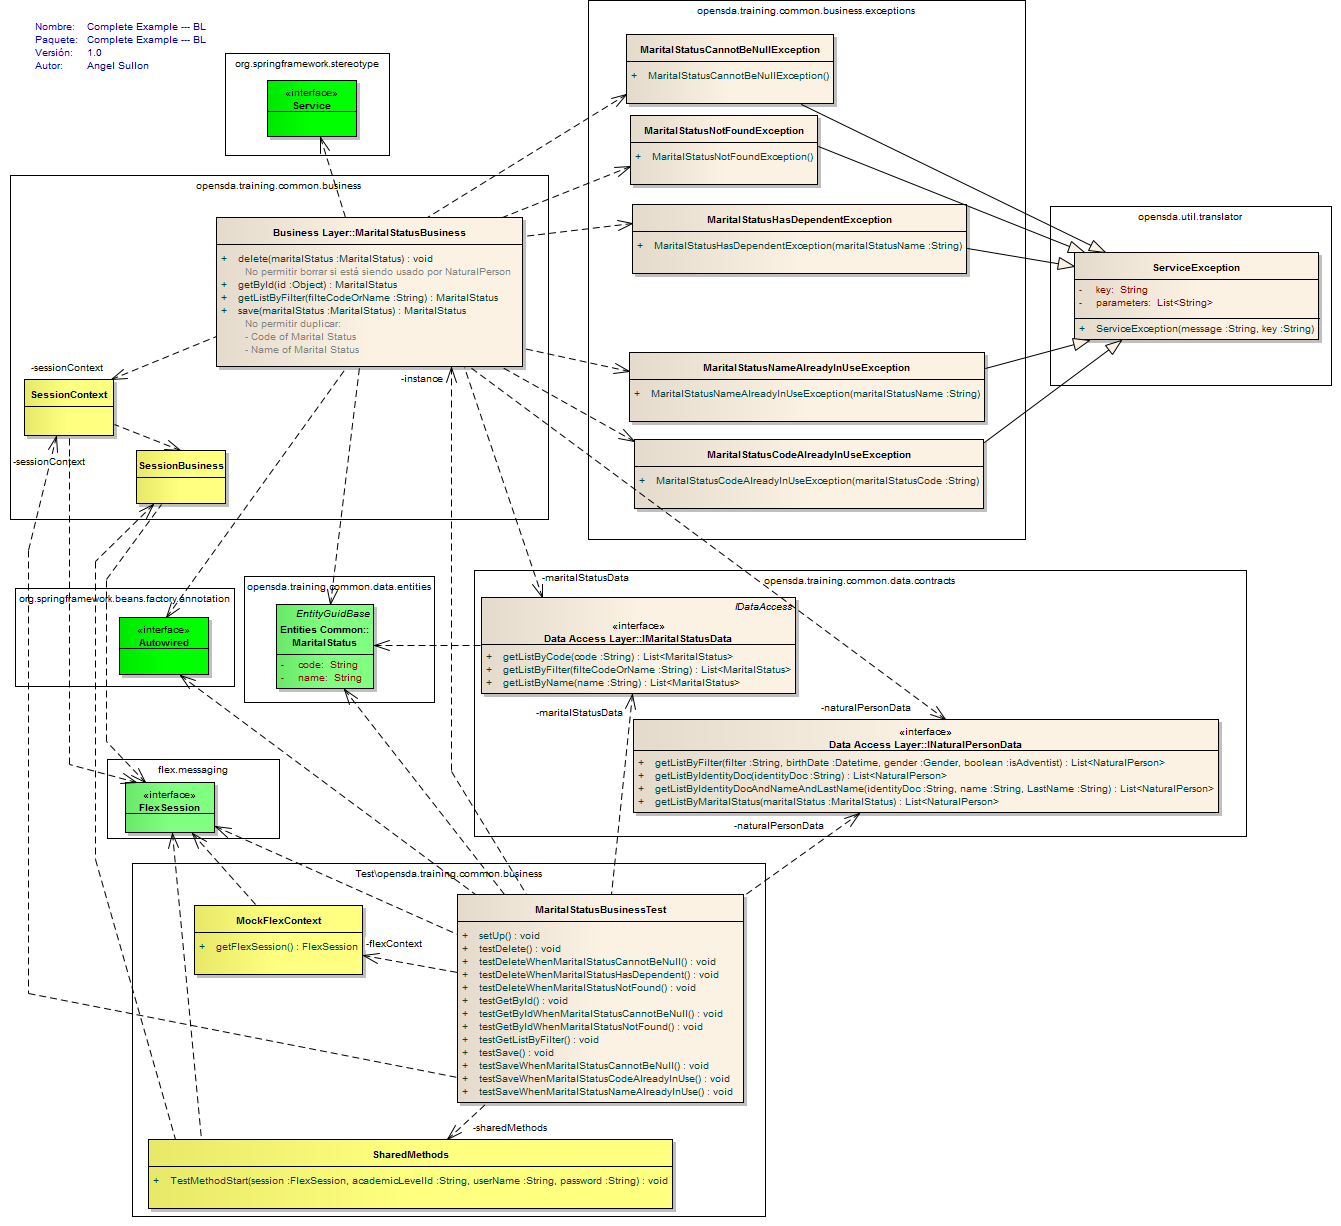 Nombre: Complete Example --- BL
Paquete: Complete Example --- BL
Versión: 1.0
Autor: Angel Sullon
org.springframework.stereotype
«interface»
Service
opensda.training.common.business.exceptions
MaritalStatusCannotBeNullException
+ MaritalStatusCannotBeNullException()
MaritalStatusNotFoundException
+ MaritalStatusNotFoundException()
MaritalStatusHasDependentException
+ MaritalStatusHasDependentException(maritalStatusName :String)
MaritalStatusNameAlreadyInUseException
+ MaritalStatusNameAlreadyInUseException(maritalStatusName :String)
MaritalStatusCodeAlreadyInUseException
+ MaritalStatusCodeAlreadyInUseException(maritalStatusCode :String)
opensda.util.translator
ServiceException
- key: String
- parameters: List<String>
+ ServiceException(message :String, key :String)
opensda.training.common.business
Business Layer::MaritalStatusBusiness
+ delete(maritalStatus :MaritalStatus) : void
No permitir borrar si está siendo usado por NaturalPerson
+ getById(id :Object) : MaritalStatus
+ getListByFilter(filteCodeOrName :String) : MaritalStatus
+ save(maritalStatus :MaritalStatus) : MaritalStatus
No permitir duplicar:
- Code of Marital Status
- Name of Marital Status
-sessionContext
SessionContext
-sessionContext
SessionBusiness
-instance
org.springframework.beans.factory.annotation
«interface»
Autowired
opensda.training.common.data.entities
EntityGuidBase
Entities Common::
MaritalStatus
- code: String
- name: String
opensda.training.common.data.contracts
-maritalStatusData
IDataAccess
«interface»
Data Access Layer::IMaritalStatusData
+ getListByCode(code :String) : List<MaritalStatus>
+ getListByFilter(filteCodeOrName :String) : List<MaritalStatus>
+ getListByName(name :String) : List<MaritalStatus>
-maritalStatusData
-naturalPersonData
«interface»
Data Access Layer::INaturalPersonData
+ getListByFilter(filter :String, birthDate :Datetime, gender :Gender, boolean :isAdventist) : List<NaturalPerson>
+ getListByIdentityDoc(identityDoc :String) : List<NaturalPerson>
+ getListByIdentityDocAndNameAndLastName(identityDoc :String, name :String, LastName :String) : List<NaturalPerson>
+ getListByMaritalStatus(maritalStatus :MaritalStatus) : List<NaturalPerson>
-naturalPersonData
flex.messaging
«interface»
FlexSession
Test\opensda.training.common.business
MockFlexContext
+ getFlexSession() : FlexSession
-flexContext
MaritalStatusBusinessTest
+ setUp() : void
+ testDelete() : void
+ testDeleteWhenMaritalStatusCannotBeNull() : void
+ testDeleteWhenMaritalStatusHasDependent() : void
+ testDeleteWhenMaritalStatusNotFound() : void
+ testGetById() : void
+ testGetByIdWhenMaritalStatusCannotBeNull() : void
+ testGetByIdWhenMaritalStatusNotFound() : void
+ testGetListByFilter() : void
+ testSave() : void
+ testSaveWhenMaritalStatusCannotBeNull() : void
+ testSaveWhenMaritalStatusCodeAlreadyInUse() : void
+ testSaveWhenMaritalStatusNameAlreadyInUse() : void
-sharedMethods
SharedMethods
+ TestMethodStart(session :FlexSession, academicLevelId :String, userName :String, password :String) : void